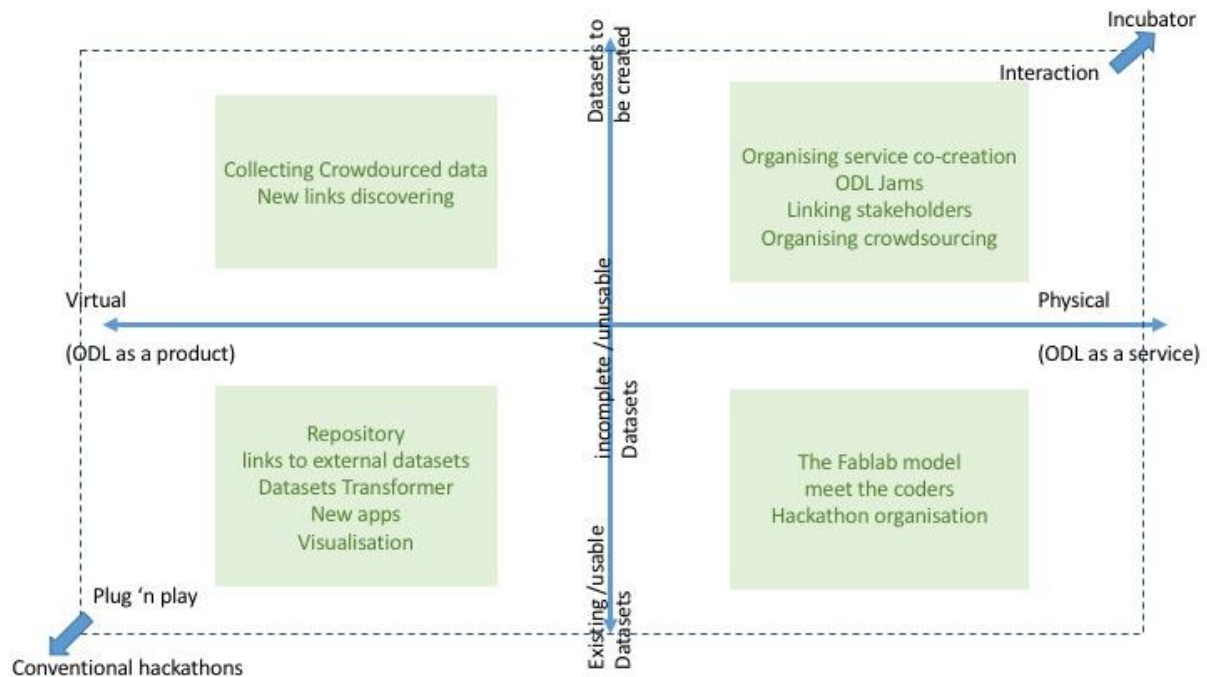 Incubator
Interaction
Datasets to
be created
Collecting Crowdourced data
New links discovering
Organising service co-creation
ODL Jams
Linking stakeholders
Organising crowdsourcing
Virtual
(ODL as a product)
incomplete /unusable
Datasets
Physical
(ODL as a service)
Repository
links to external datasets
Datasets Transformer
New apps
Visualisation
The Fablab model
meet the coders
Hackathon organisation
Existing /usable
Datasets
Plug ‘n play
Conventional hackathons